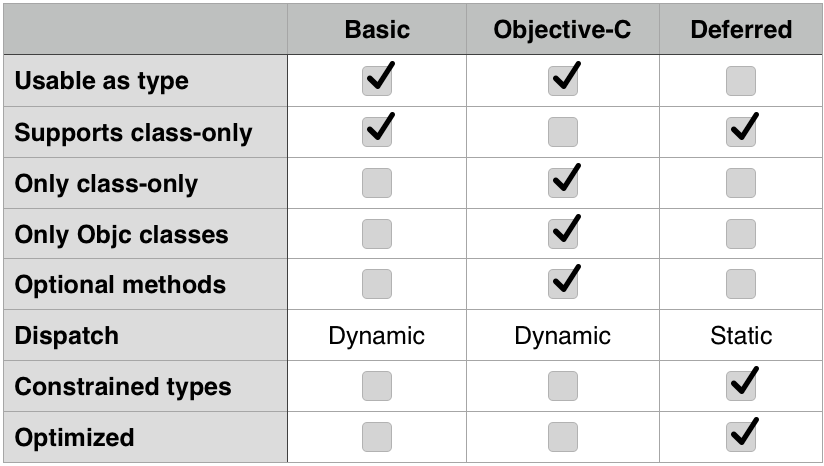 Basic Objective-C Deferred
Usable as type
Supports class-only
Only class-only
Only Objc classes
Optional methods
Dispatch Dynamic Dynamic Static
Constrained types
Optimized